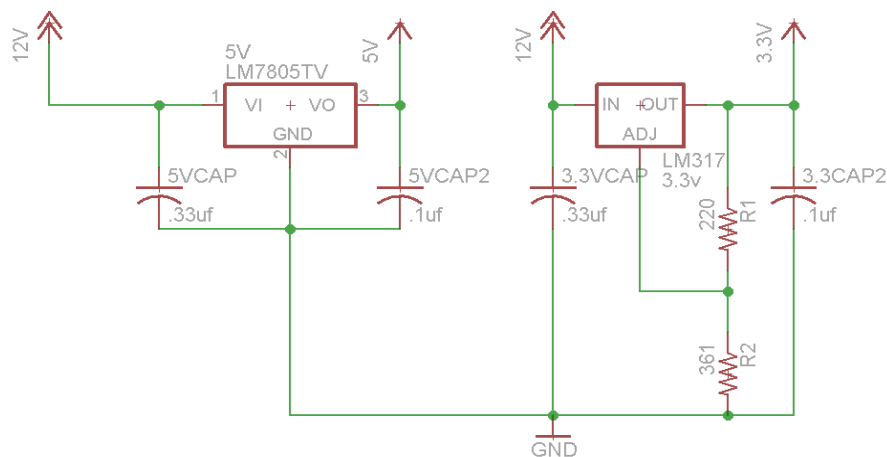 12V
5V
LM7805TV
1
VI
VO
3
GND
2
5V
5VCAP
.33uf
5VCAP2
.1uf
12V
IN
OUT
ADJ
LM317
3.3v
3.3V
3.3VCAP
.33uf
220
R1
3.3CAP2
.1uf
361
R2
GND